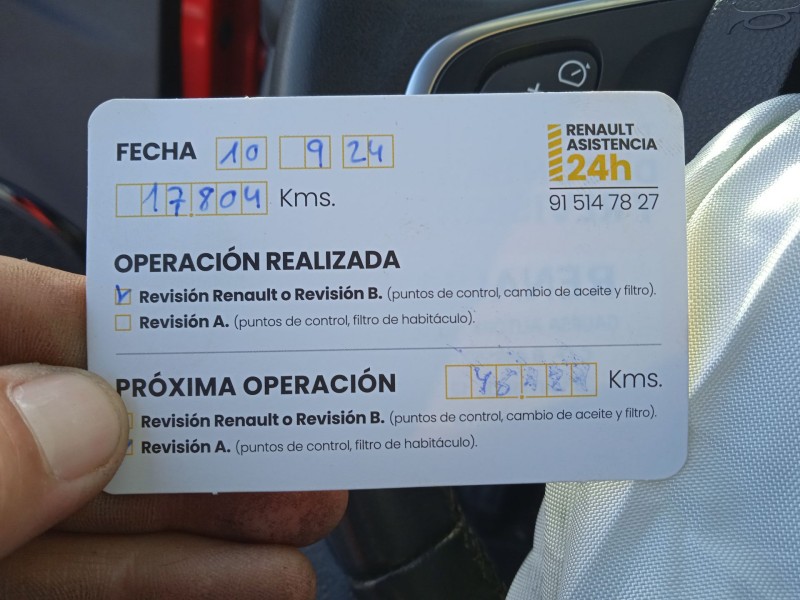 FECHA 10 9 24
17.804 Kms.
RENAULT
ASISTENCIA
24h
91 514 78 27
OPERACIÓN REALIZADA
Revisión Renault o Revisión B. (puntos de control, cambio de aceite y filtro).
Revisión A. (puntos de control, filtro de habitáculo).
PRÓXIMA OPERACIÓN Kms.
Revisión Renault o Revisión B. (puntos de control, cambio de aceite y filtro).
Revisión A. (puntos de control, filtro de habitáculo).